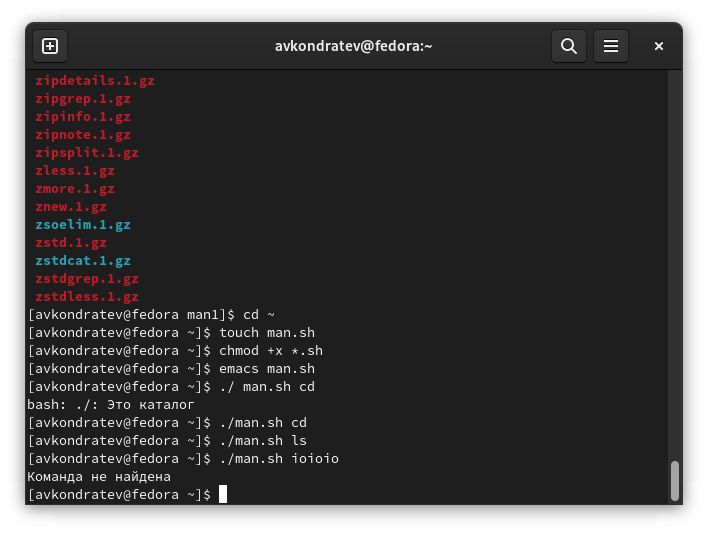 avkondratev@fedora:~
zipdetails.1.gz
zipgrep.1.gz
zipinfo.1.gz
zipnote.1.gz
zipsplit.1.gz
zless.1.gz
zmore.1.gz
znew.1.gz
zsoelim.1.gz
zstd.1.gz
zstdcat.1.gz
zstdgrep.1.gz
zstdless.1.gz
[avkondratev@fedora man1]$ cd ~
[avkondratev@fedora ~]$ touch man.sh
[avkondratev@fedora ~]$ chmod +x *.sh
[avkondratev@fedora ~]$ emacs man.sh
[avkondratev@fedora ~]$ ./ man.sh cd
bash: ./: Это каталог
[avkondratev@fedora ~]$ ./man.sh cd
[avkondratev@fedora ~]$ ./man.sh ls
[avkondratev@fedora ~]$ ./man.sh ioioio
Команда не найдена
[avkondratev@fedora ~]$